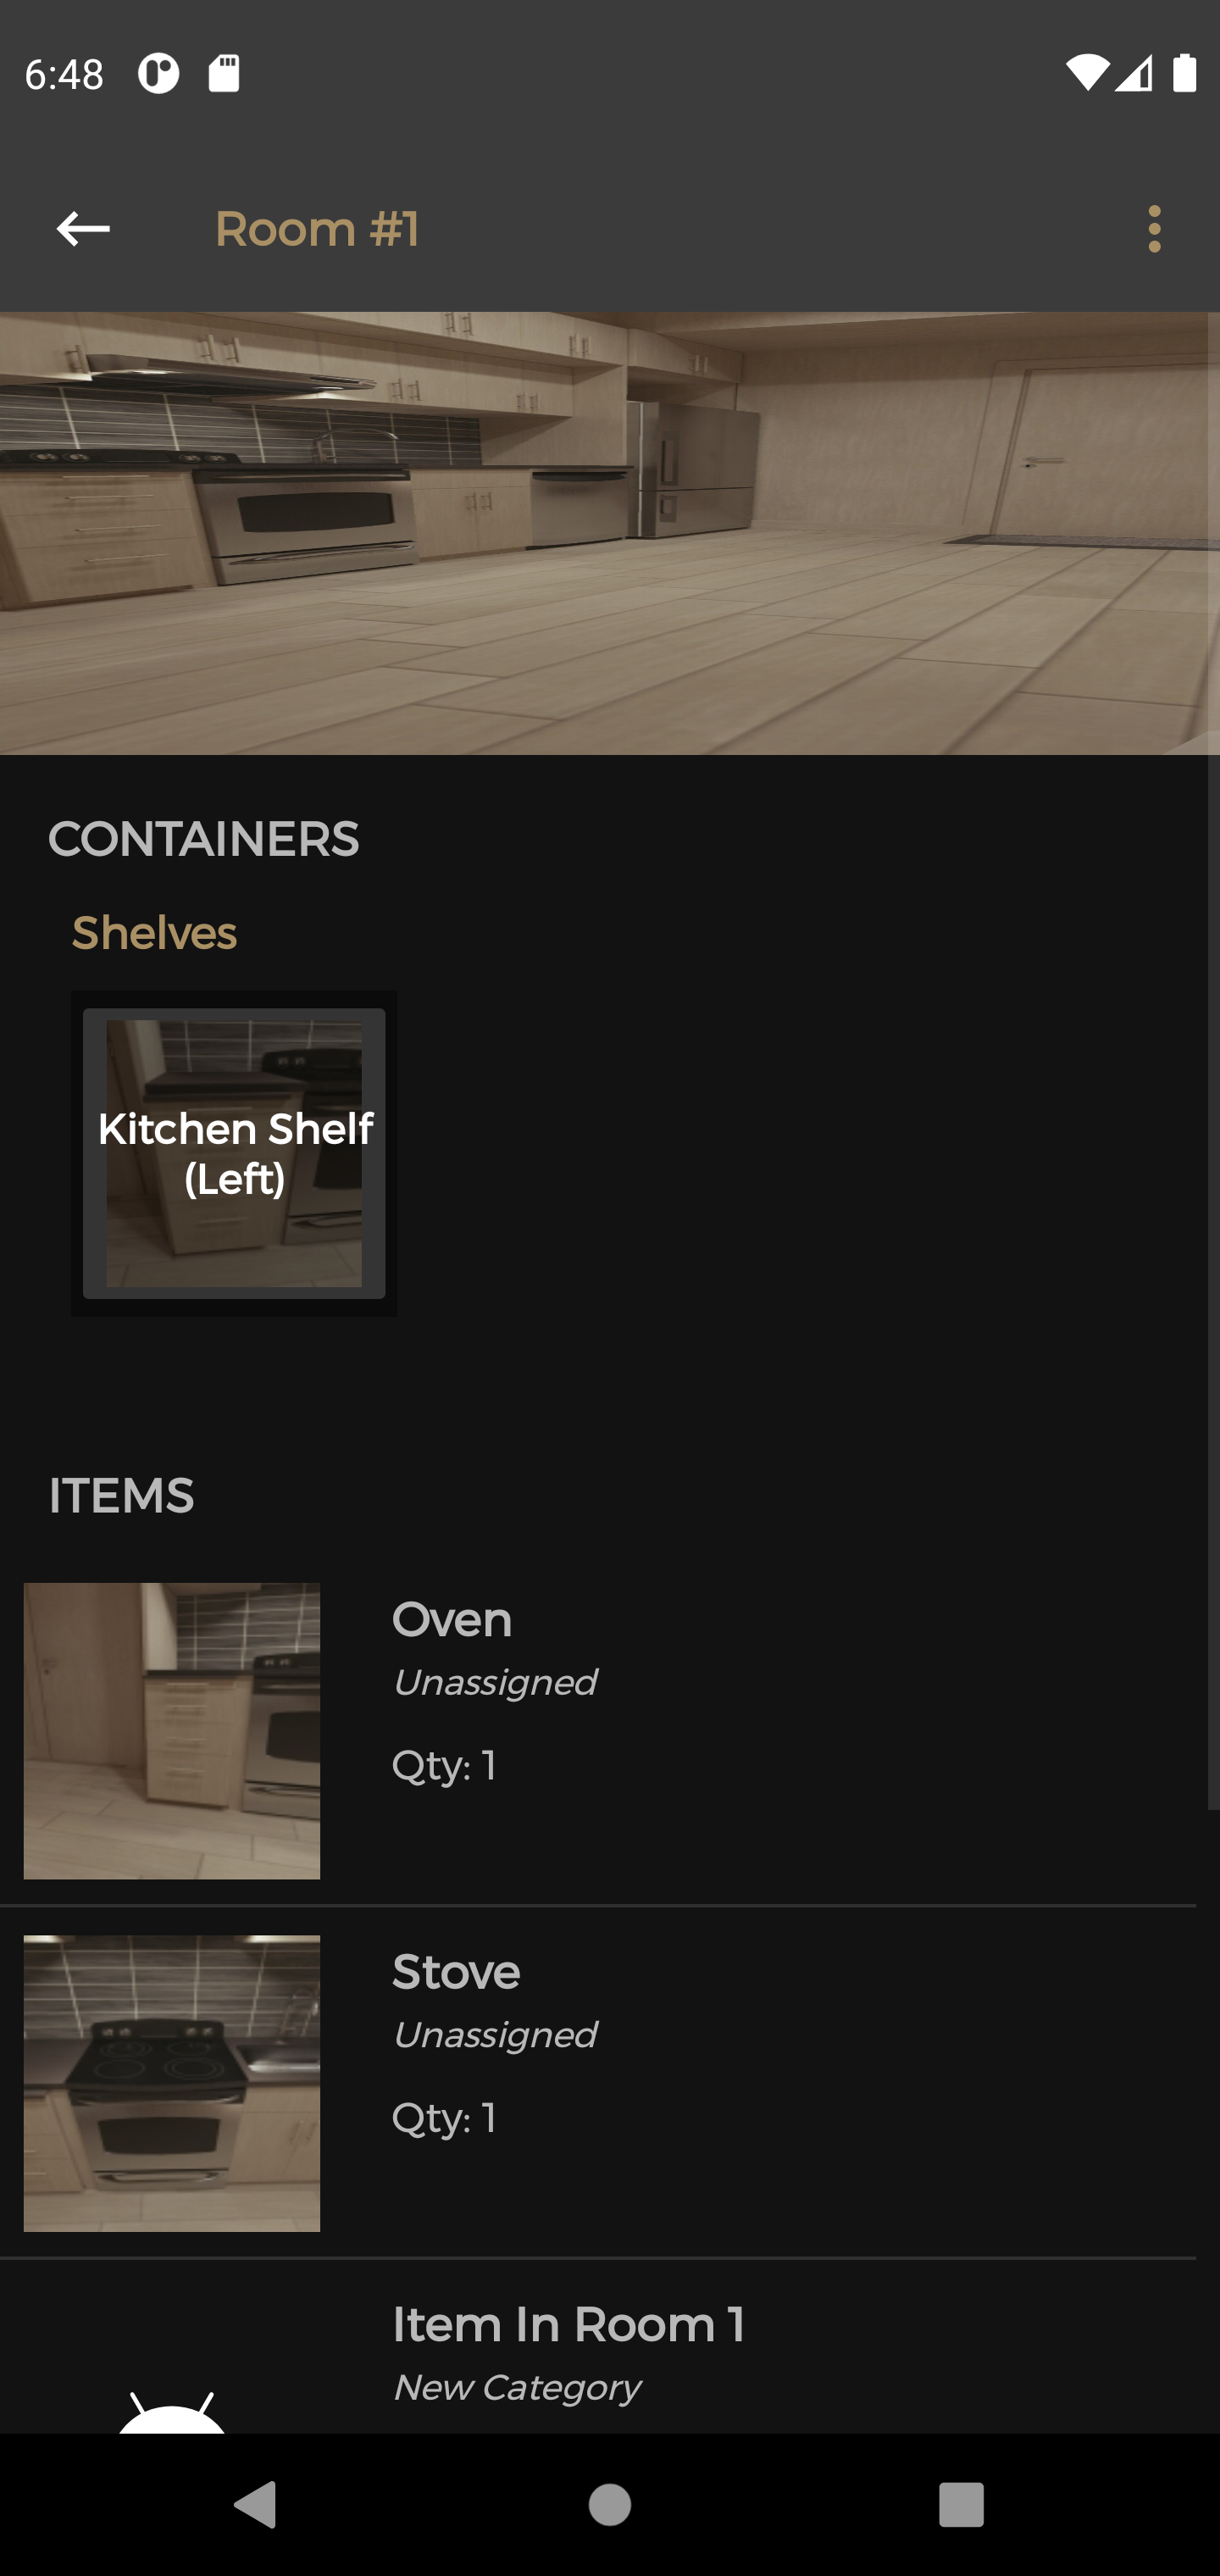 6:48
Room #1
CONTAINERS
Shelves
Kitchen Shelf
(Left)
ITEMS
Oven
Unassigned
Qty: 1
Stove
Unassigned
Qty: 1
Item In Room 1
New Category